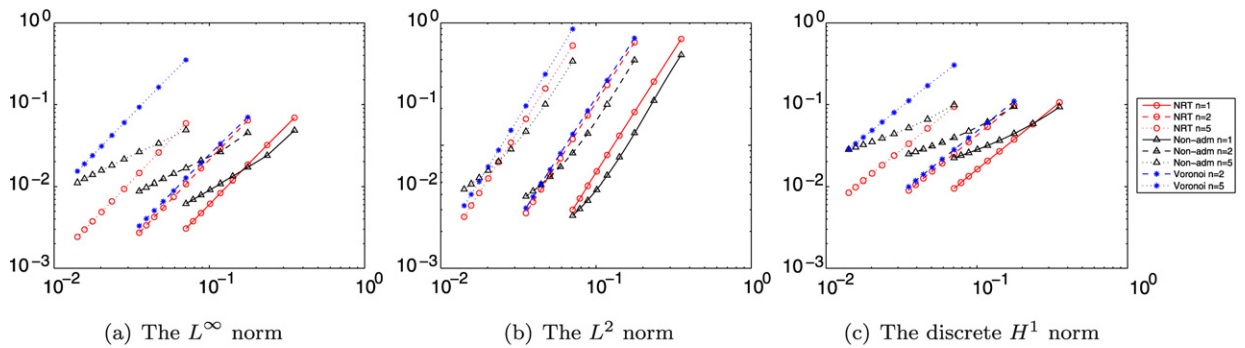 10^0
10^-1
10^-2
10^-3
10^-2
10^-1
10^0
10^0
10^-1
10^-2
10^-3
10^-2
10^-1
10^0
10^0
10^-1
10^-2
10^-3
10^-2
10^-1
10^0
NRT n=1
NRT n=2
NRT n=5
Non-adm n=1
Non-adm n=2
Non-adm n=5
Voronoi n=2
Voronoi n=5
(a) The L^∞ norm
(b) The L^2 norm
(c) The discrete H^1 norm